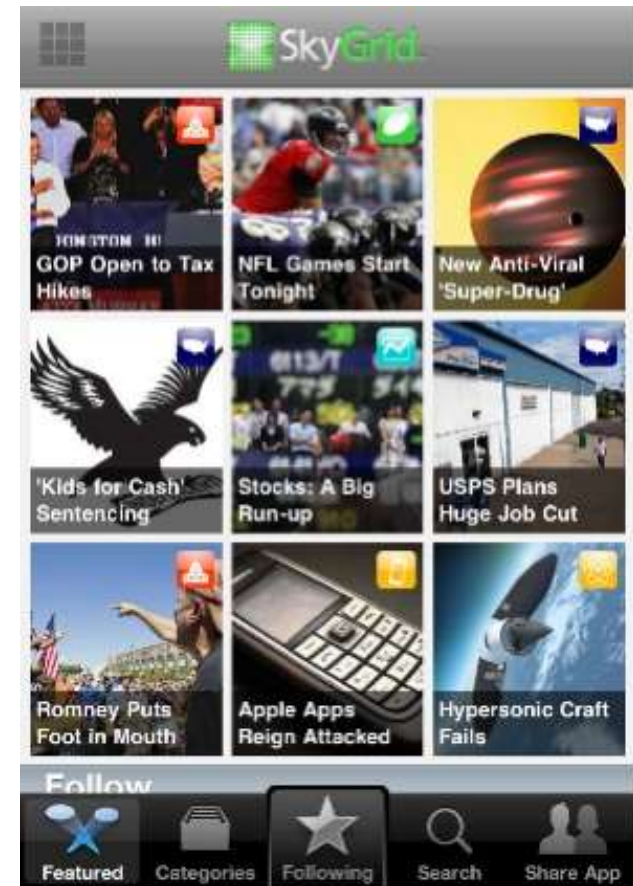 SkyGrid
GOP Open to Tax
Hikes
NFL Games Start
Tonight
New Anti-Viral
'Super-Drug'
'Kids for Cash'
Sentencing
Stocks: A Big
Run-up
USPS Plans
Huge Job Cut
Romney Puts
Foot in Mouth
Apple Apps
Reign Attacked
Hypersonic Craft
Fails
Follow
Featured
Categories
Following
Search
Share App